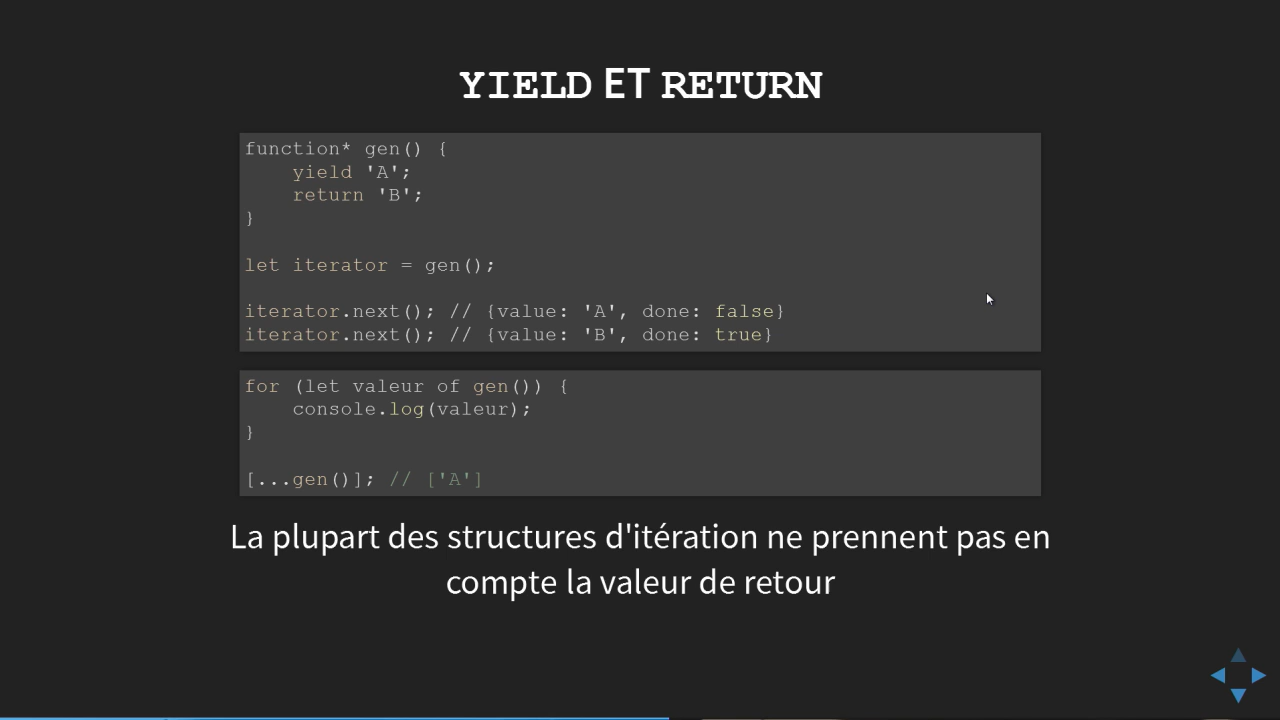 YIELD ET RETURN
function* gen() {
    yield 'A';
    return 'B';
}
let iterator = gen();
iterator.next(); // {value: 'A', done: false}
iterator.next(); // {value: 'B', done: true}
for (let valeur of gen()) {
    console.log(valeur);
}
[...gen()]; // ['A']
La plupart des structures d'itération ne prennent pas en
compte la valeur de retour